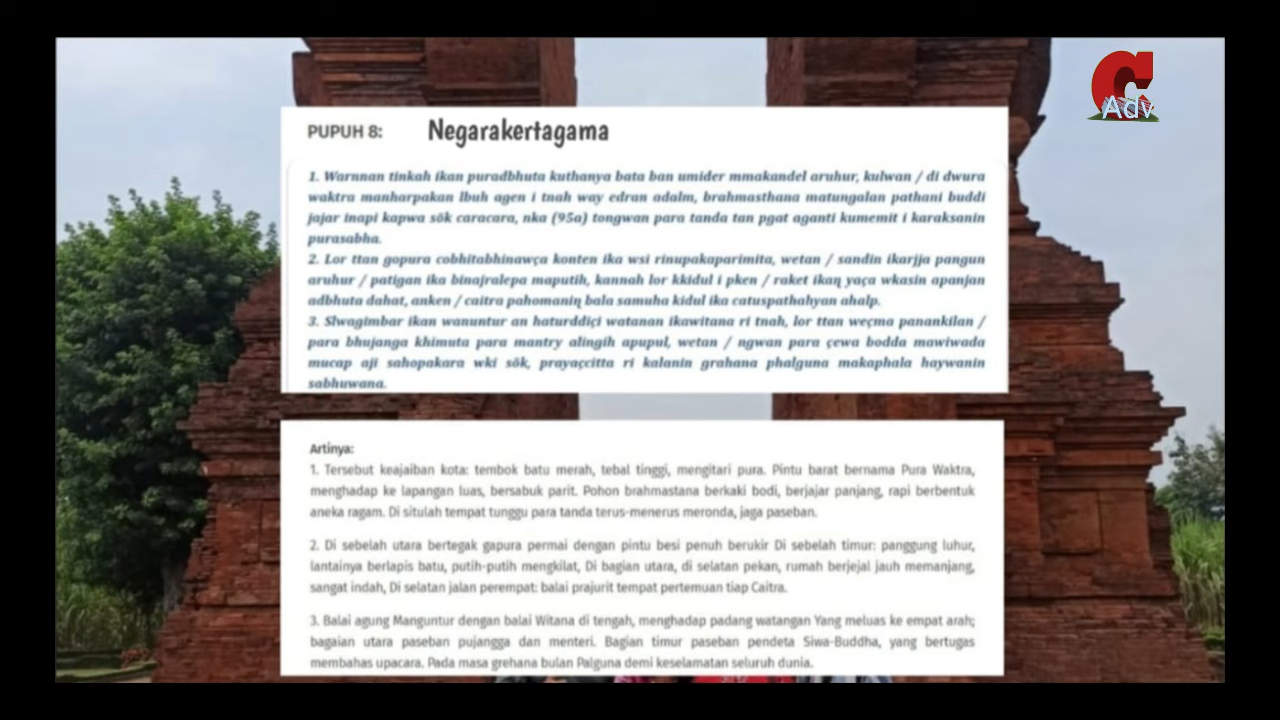 Adv
PUPUH 8: Negarakertagama
1. Warnnan tinkah ikan puradbhuta kuthanya bata ban umider mmakandel aruhur, kulwan / di dwura
waktra manharpakan lbuh agen i tnah way edran adalm, brahmasthana matungalan pathani buddi
jajar inapi kapwa sök caracara, nka (95a) tongwan para tanda tan pgat aganti kumemit i karaksanin
purasabha.
2. Lor ttan gopura cobhitabhinawça konten ika wsi rinupakaparimita, wetan / sandin ikarjja pangun
aruhur / patigan ika binajralepa maputih, kannah lor kkidul i pken / raket ikaņ yaça wkasin apanjan
adbhuta dahat, anken / caitra pahomaniņ bala samuha kidul ika catuspathahyan ahalp.
3. Slwagimbar ikan wanuntur an haturddiçi watanan ikawitana ri tnah, lor ttan weçma panankilan /
para bhujanga khimuta para mantry alingih apupul, wetan / ngwan para çewa bodda mawiwada
mucap aji sahopakara wki sök, prayaççitta ri kalanin grahana phalguna makaphala haywanin
sabhuwana.
Artinya:
1. Tersebut keajaiban kota: tembok batu merah, tebal tinggi, mengitari pura. Pintu barat bernama Pura Waktra,
menghadap ke lapangan luas, bersabuk parit. Pohon brahmastana berkaki bodi, berjajar panjang, rapi berbentuk
aneka ragam. Di situlah tempat tunggu para tanda terus-menerus meronda, jaga paseban.
2. Di sebelah utara bertegak gapura permai dengan pintu besi penuh berukir Di sebelah timur: panggung luhur,
lantainya berlapis batu, putih-putih mengkilat, Di bagian utara, di selatan pekan, rumah berjejal jauh memanjang,
sangat indah, Di selatan jalan perempat: balai prajurit tempat pertemuan tiap Caitra.
3. Balai agung Manguntur dengan balai Witana di tengah, menghadap padang watangan Yang meluas ke empat arah;
bagaian utara paseban pujangga dan menteri. Bagian timur paseban pendeta Siwa-Buddha, yang bertugas
membahas upacara. Pada masa grehana bulan Palguna demi keselamatan seluruh dunia.